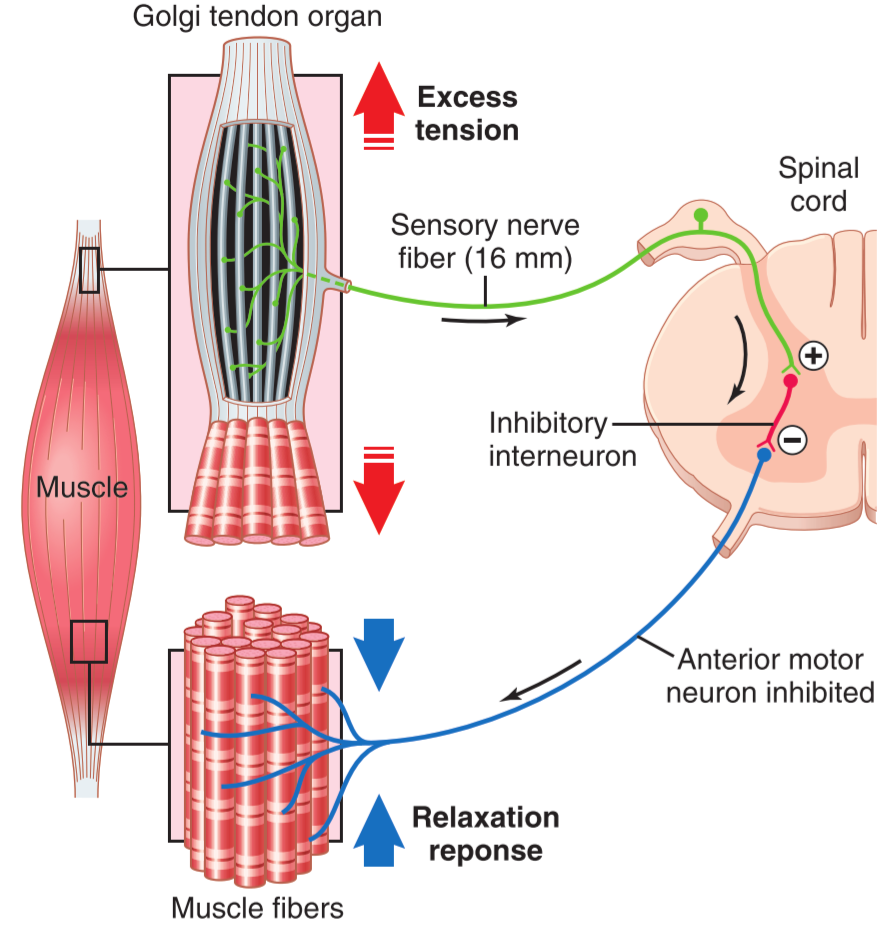 Golgi tendon organ
Excess
tension
Spinal
cord
Sensory nerve
fiber (16 mm)
+
Inhibitory
interneuron
−
Muscle
Anterior motor
neuron inhibited
Relaxation
reponse
Muscle fibers